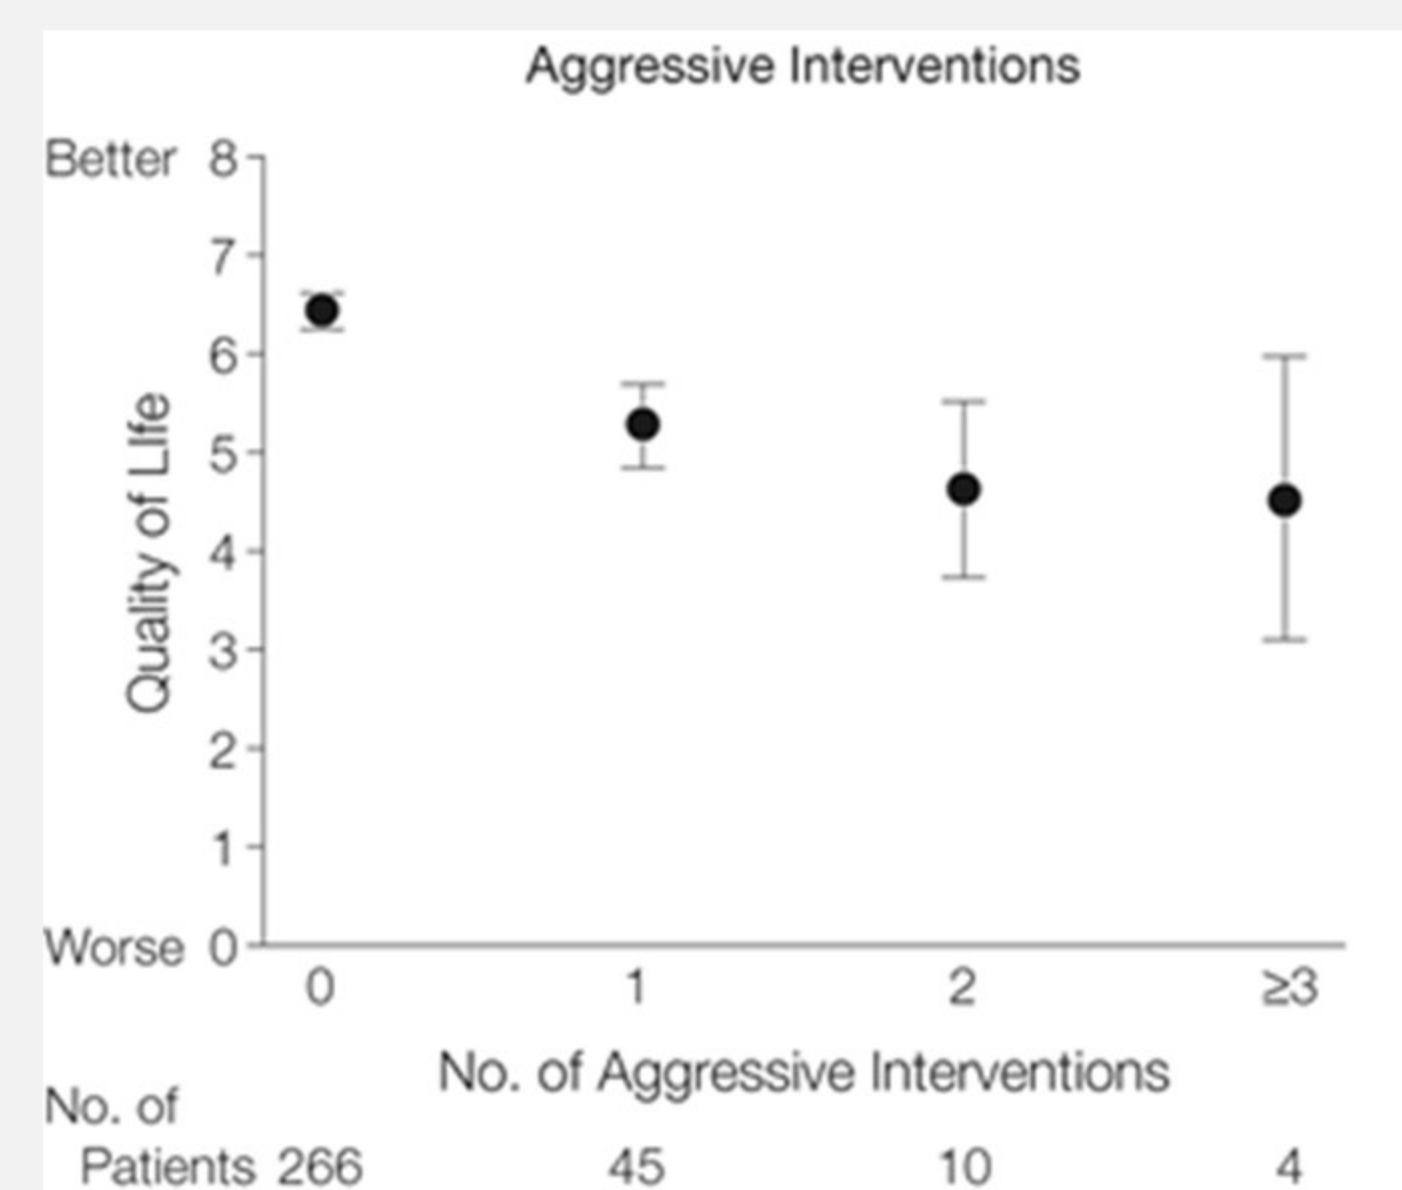 Aggressive Interventions
Better 8
7
6
5
4
3
2
1
Worse 0
Quality of LIfe
0 1 2 ≥3
No. of Aggressive Interventions
No. of
Patients 266 45 10 4